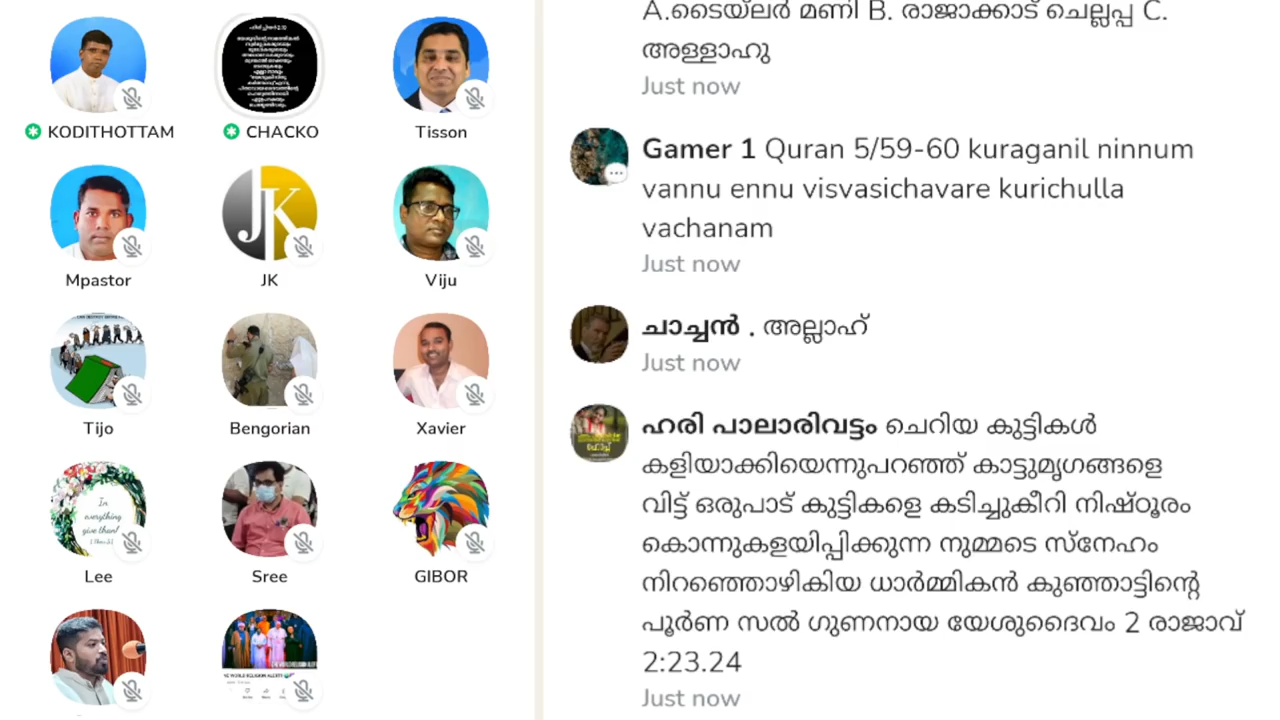 KODITHOTTAM
CHACKO
Tisson
JK
Mpastor
JK
Viju
Tijo
Bengorian
Xavier
In
everything
give thanks
Lee
Sree
GIBOR
A.ടൈയ്ലർ മണി B. രാജാക്കാട് ചെല്ലപ്പ C.
അള്ളാഹു
Just now
Gamer 1 Quran 5/59-60 kuraganil ninnum
vannu ennu visvasichavare kurichulla
vachanam
Just now
ചാച്ചൻ . അല്ലാഹ്
Just now
ഹരി പാലാരിവട്ടം ചെറിയ കുട്ടികൾ
കളിയാക്കിയെന്നുപറഞ്ഞ് കാട്ടുമൃഗങ്ങളെ
വിട്ട് ഒരുപാട് കുട്ടികളെ കടിച്ചുകീറി നിഷ്ഠൂരം
കൊന്നുകളയിപ്പിക്കുന്ന നുമ്മടെ സ്നേഹം
നിറഞ്ഞൊഴികിയ ധാർമ്മികൻ കുഞ്ഞാട്ടിന്റെ
പൂർണ സൽ ഗുണനായ യേശുദൈവം 2 രാജാവ്
2:23.24
Just now